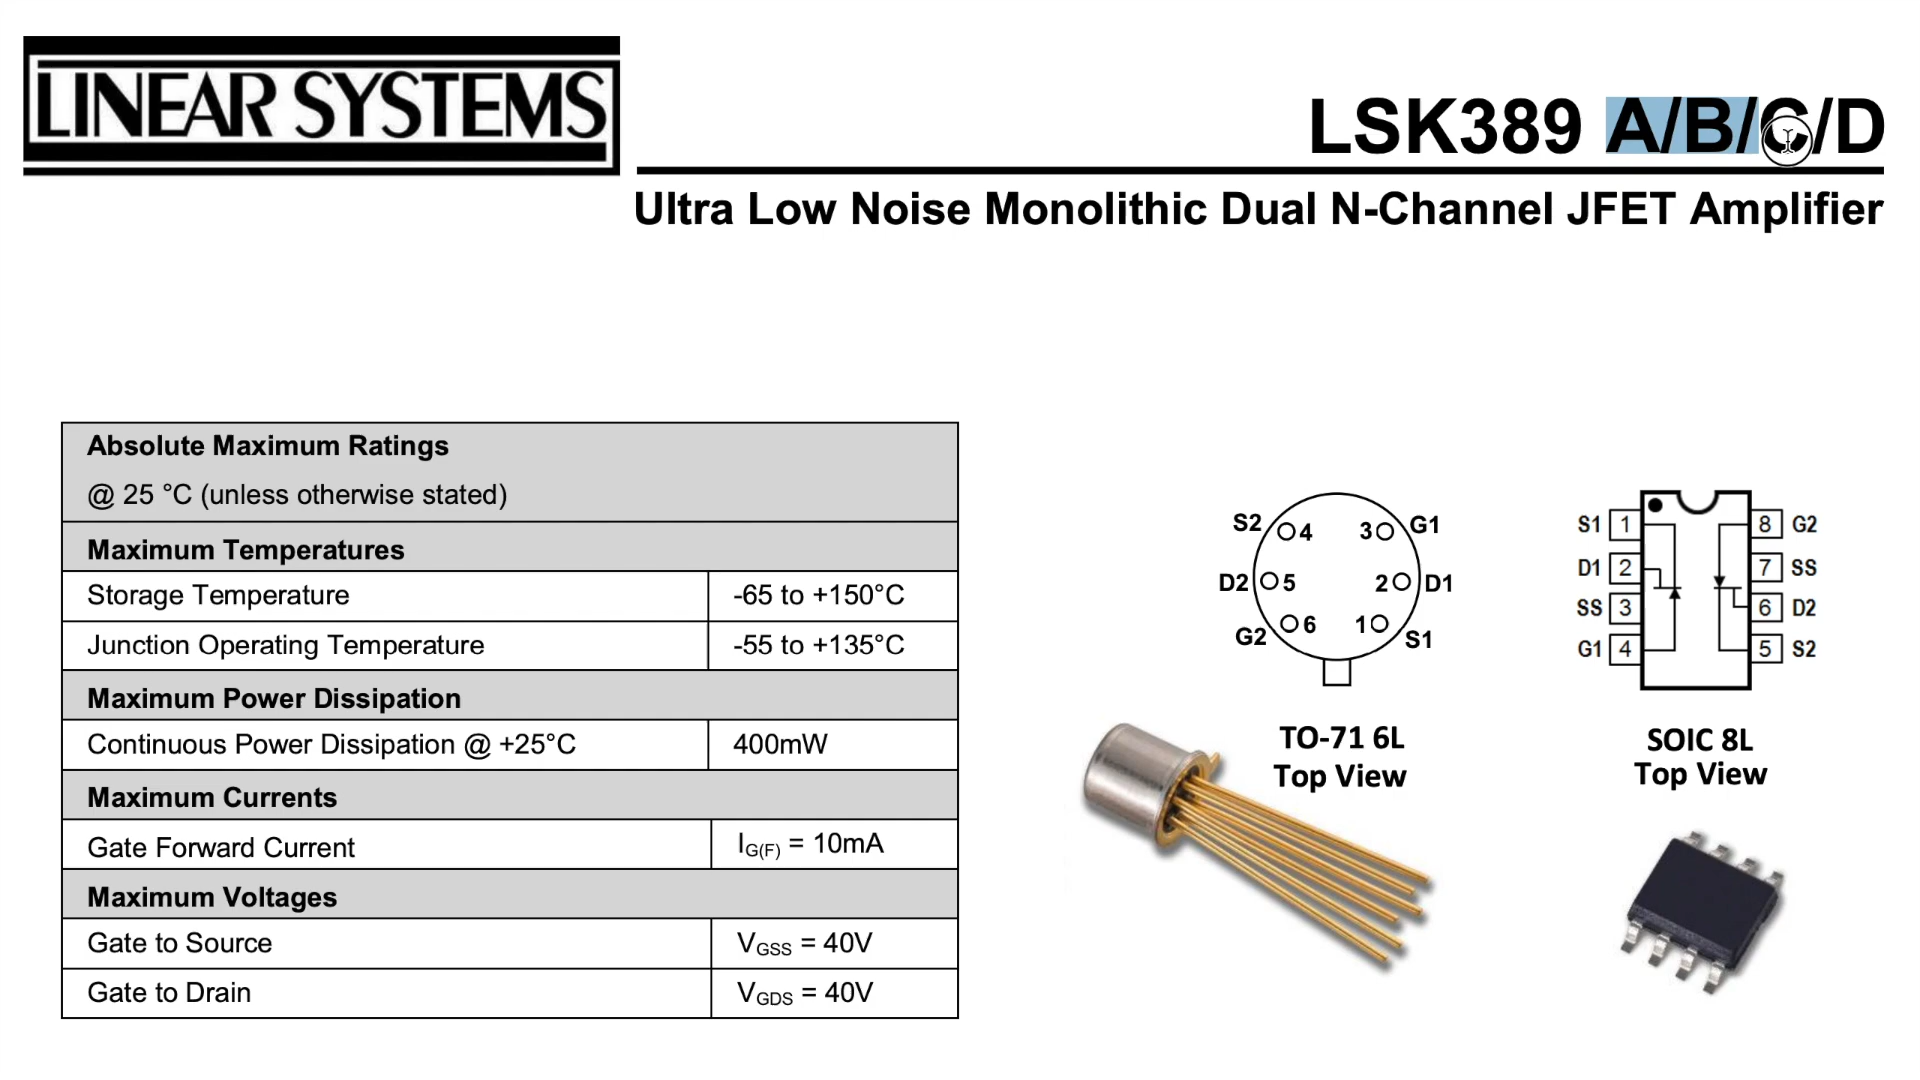 LINEAR SYSTEMS
LSK389 A/B/C/D
Ultra Low Noise Monolithic Dual N-Channel JFET Amplifier
Absolute Maximum Ratings
@ 25 °C (unless otherwise stated)
Maximum Temperatures
Storage Temperature -65 to +150°C
Junction Operating Temperature -55 to +135°C
Maximum Power Dissipation
Continuous Power Dissipation @ +25°C 400mW
Maximum Currents
Gate Forward Current IG(F) = 10mA
Maximum Voltages
Gate to Source VGSS = 40V
Gate to Drain VGDS = 40V
S2 4 3 G1
D2 5 2 D1
G2 6 1 S1
TO-71 6L
Top View
S1 1 8 G2
D1 2 7 SS
SS 3 6 D2
G1 4 5 S2
SOIC 8L
Top View